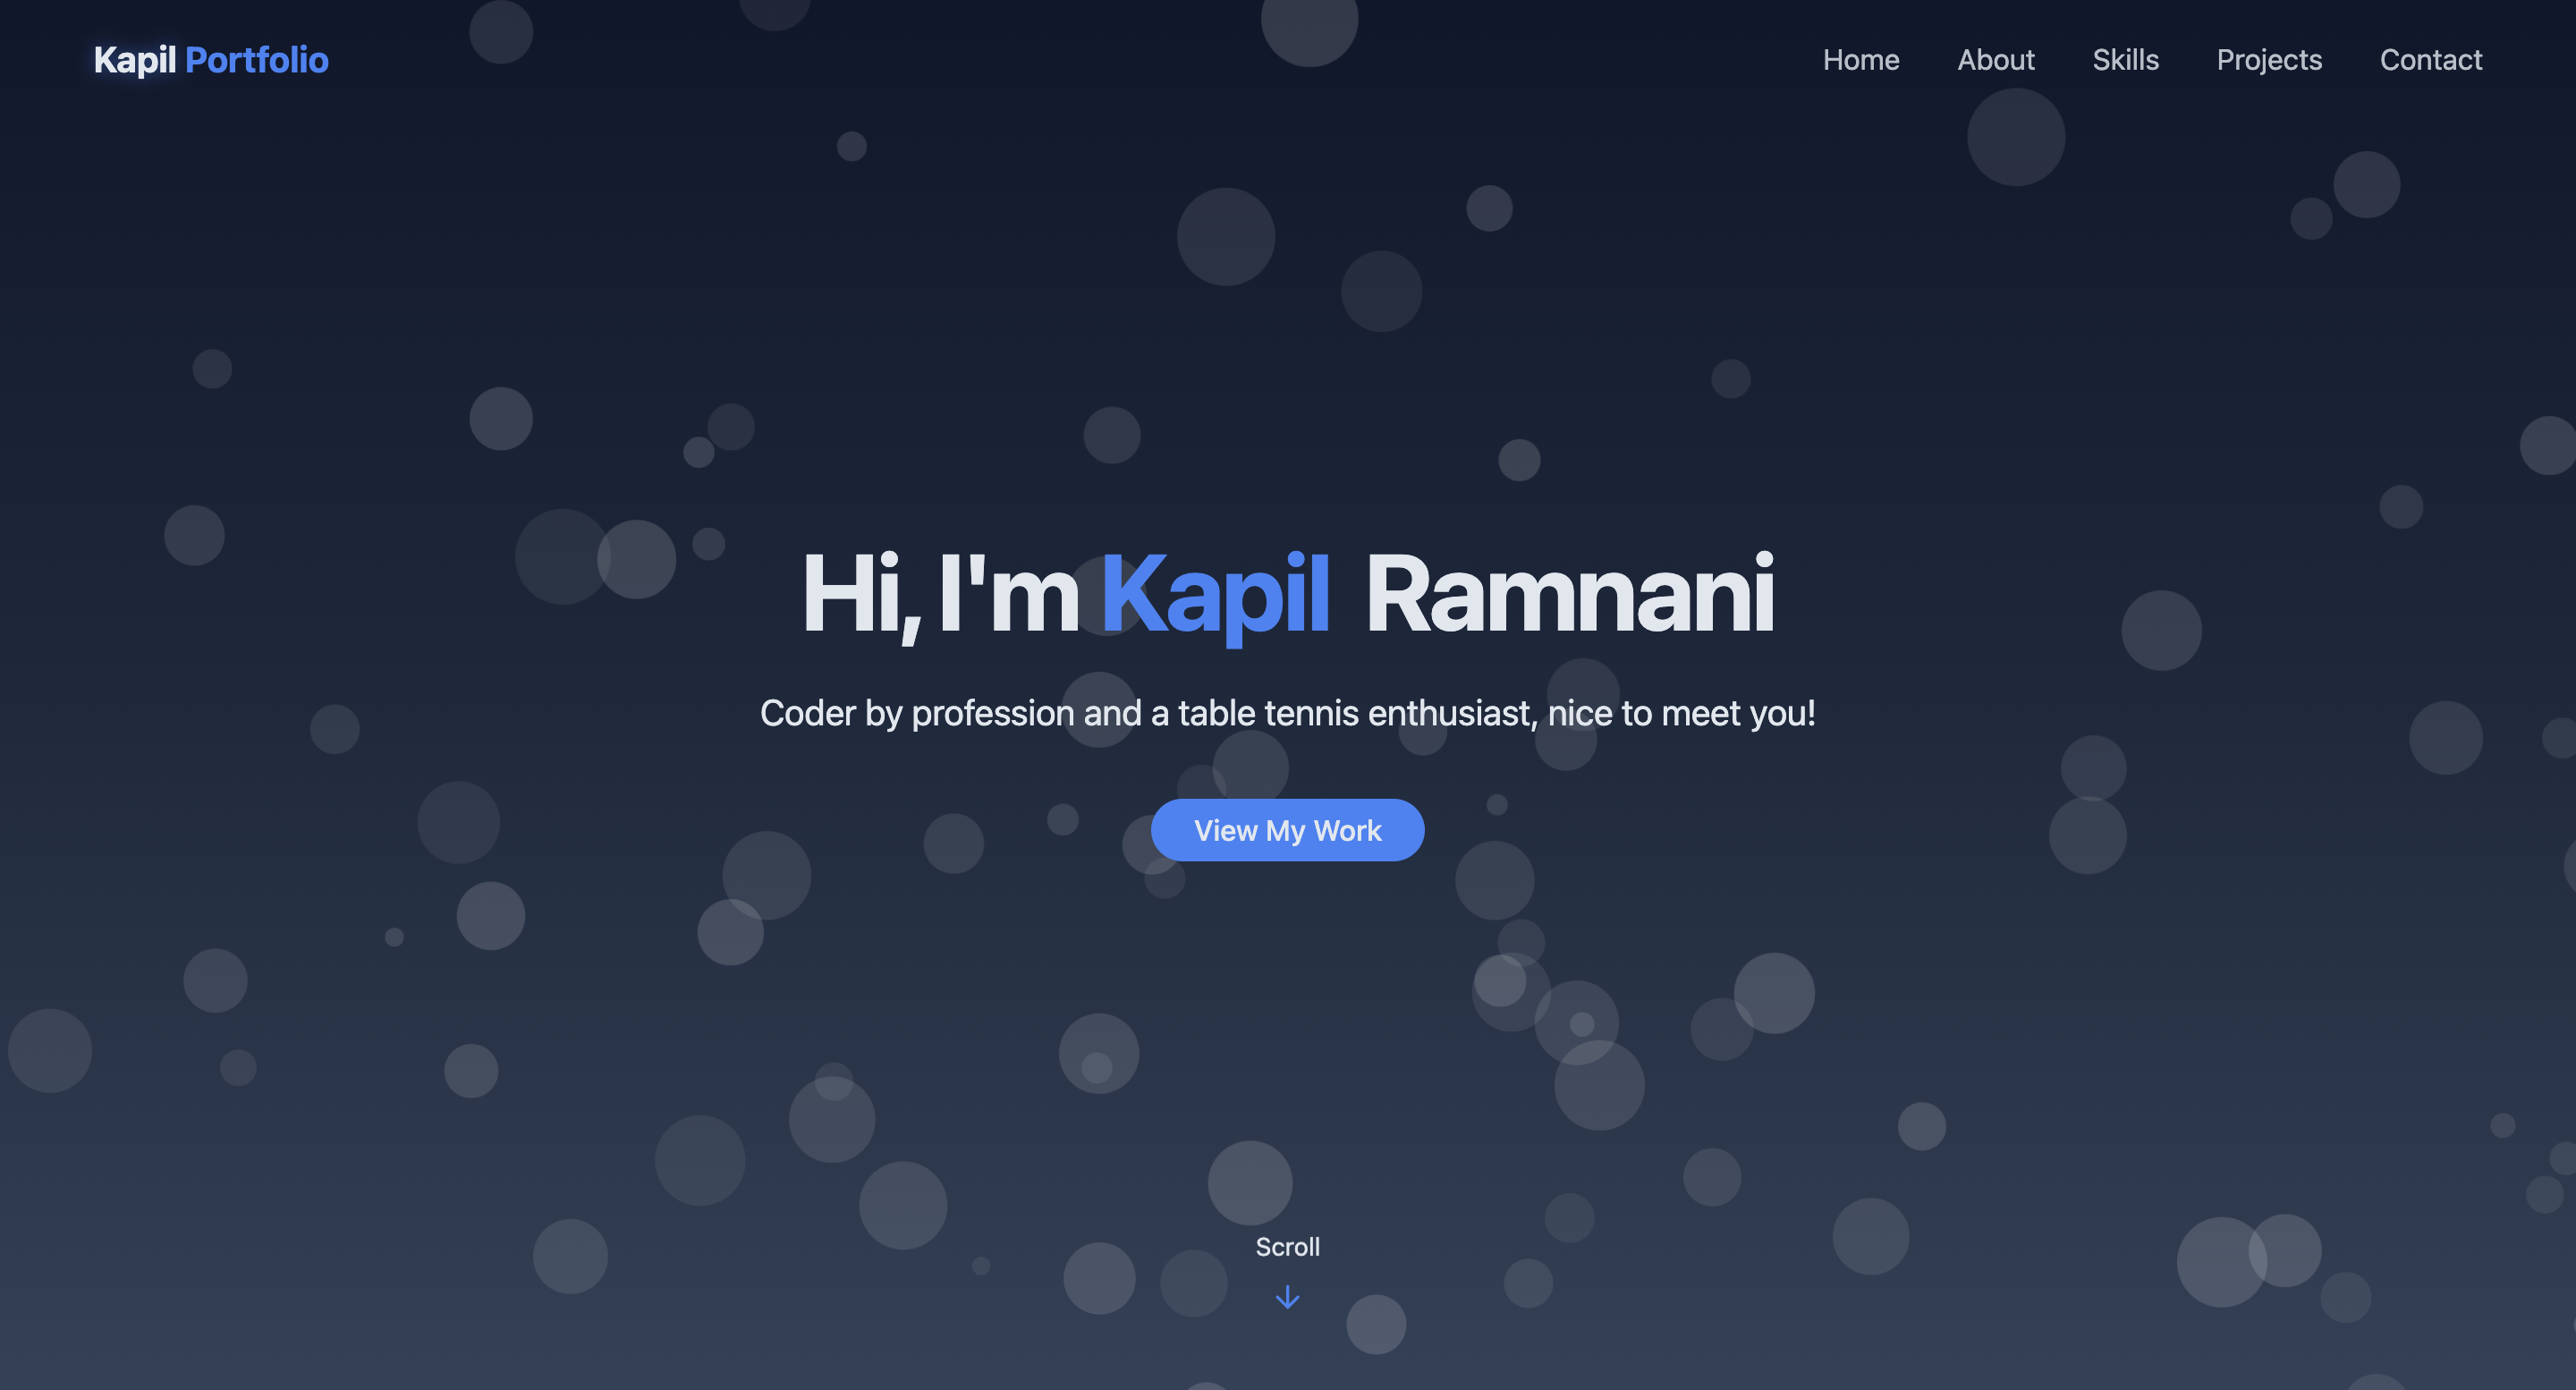 Kapil Portfolio
Home About Skills Projects Contact
Hi, I'm Kapil Ramnani
Coder by profession and a table tennis enthusiast, nice to meet you!
View My Work
Scroll